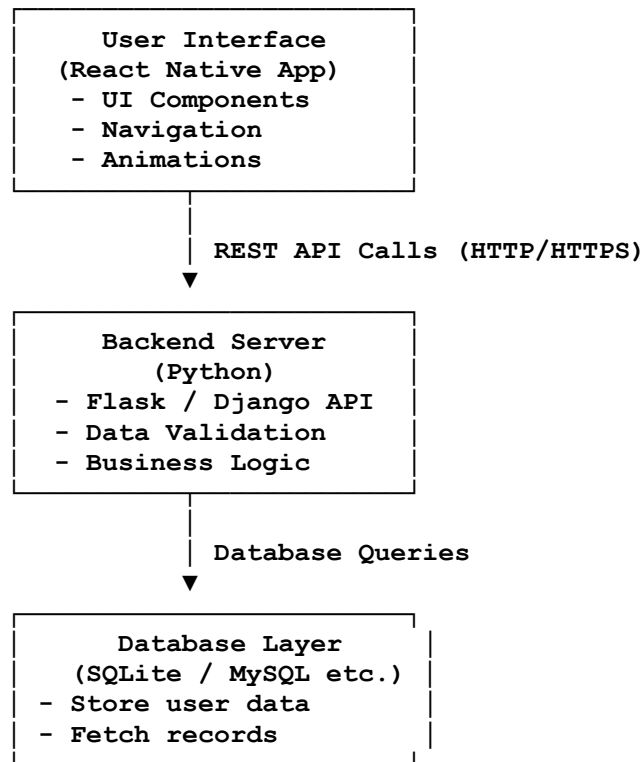 User Interface
(React Native App)
- UI Components
- Navigation
- Animations
REST API Calls (HTTP/HTTPS)
Backend Server
(Python)
- Flask / Django API
- Data Validation
- Business Logic
Database Queries
Database Layer
(SQLite / MySQL etc.)
- Store user data
- Fetch records